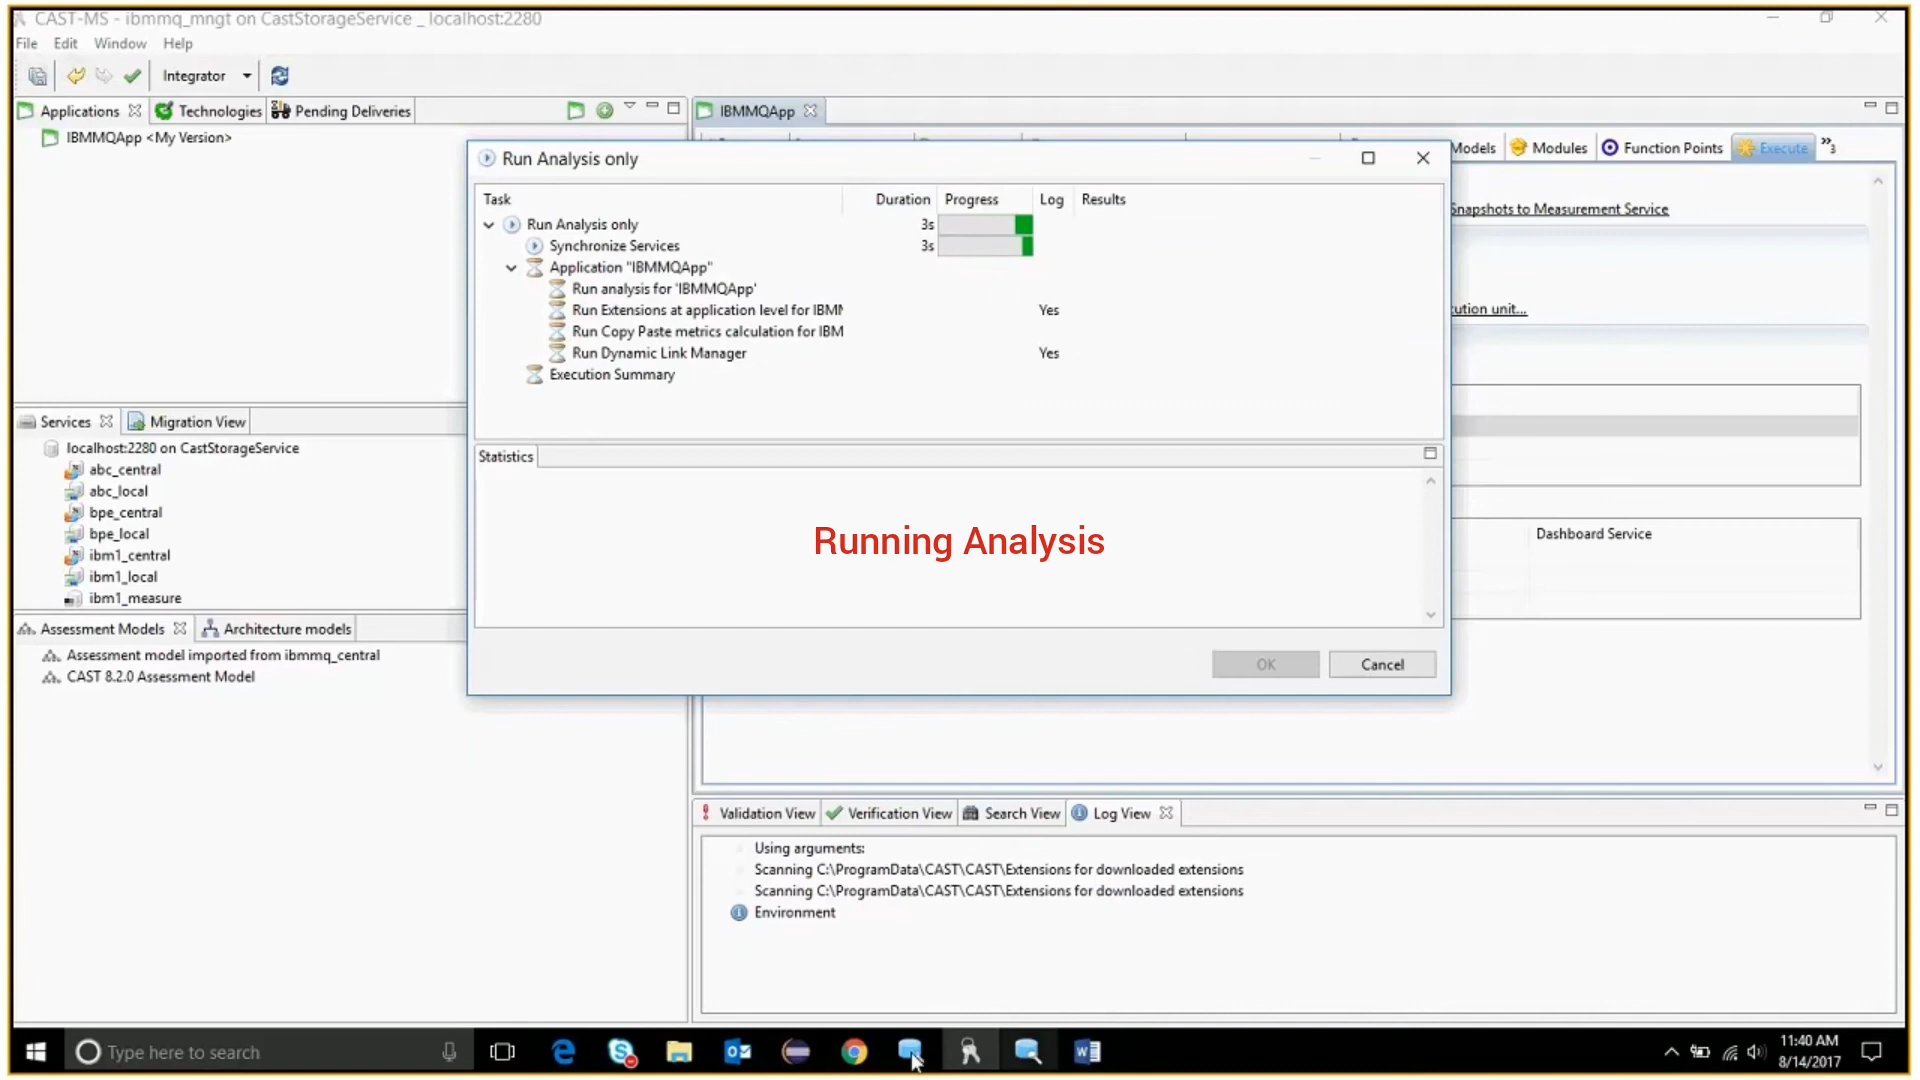 CAST-MS - ibmmq_mngt on CastStorageService _ localhost:2280
File Edit Window Help
Integrator
Applications Technologies Pending Deliveries
IBMMQApp <My Version>
IBMMQApp
Models Modules Function Points Execute 3
Snapshots to Measurement Service
cution unit...
Dashboard Service
Run Analysis only
Task Duration Progress Log Results
Run Analysis only 3s
Synchronize Services 3s
Application "IBMMQApp"
Run analysis for 'IBMMQApp'
Run Extensions at application level for IBMM Yes
Run Copy Paste metrics calculation for IBM
Run Dynamic Link Manager Yes
Execution Summary
Statistics
Running Analysis
OK Cancel
Services Migration View
localhost:2280 on CastStorageService
abc_central
abc_local
bpe_central
bpe_local
ibm1_central
ibm1_local
ibm1_measure
Assessment Models Architecture models
Assessment model imported from ibmmq_central
CAST 8.2.0 Assessment Model
Validation View Verification View Search View Log View
Using arguments:
Scanning C:\ProgramData\CAST\CAST\Extensions for downloaded extensions
Scanning C:\ProgramData\CAST\CAST\Extensions for downloaded extensions
Environment
Type here to search
11:40 AM
8/14/2017